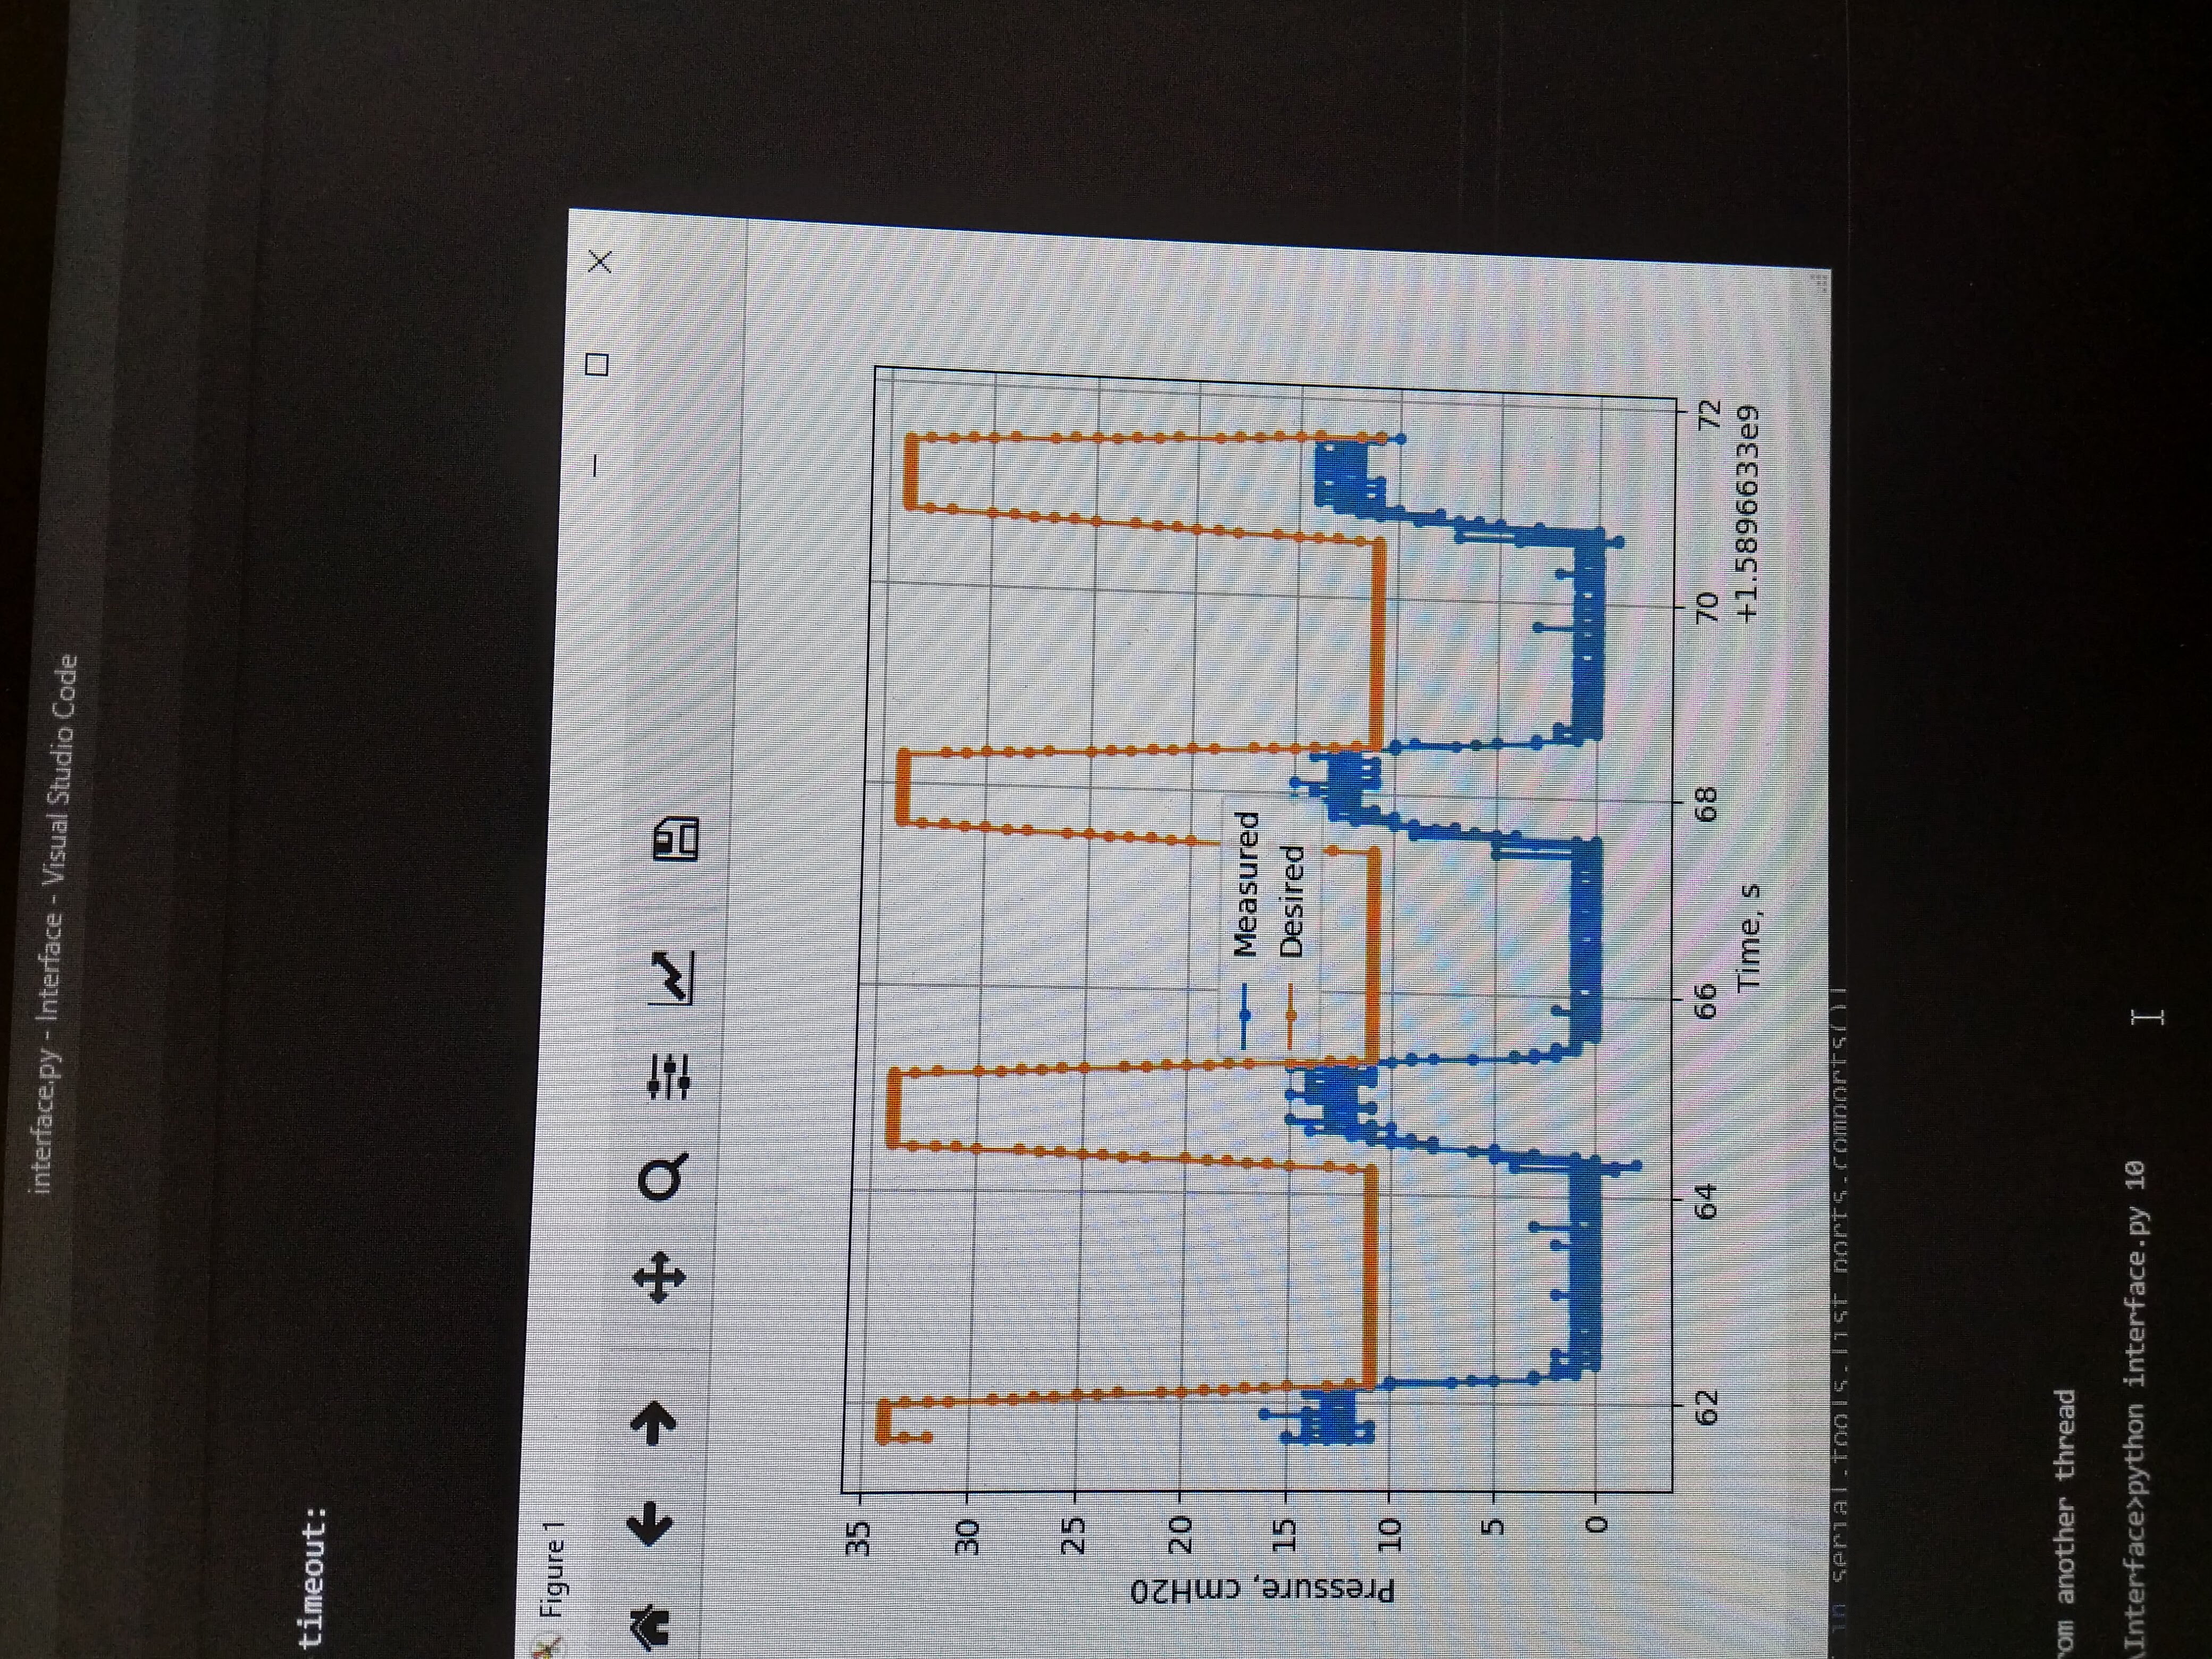 interface.py - Interface - Visual Studio Code
timeout:
Figure 1
35
30
25
20
15
10
5
0
Pressure, cmH20
Measured
Desired
62 64 66 68 70 72
Time, s
+1.5896633e9
in serial.tools.list_ports.comports()]
rom another thread
\Interface>python interface.py 10